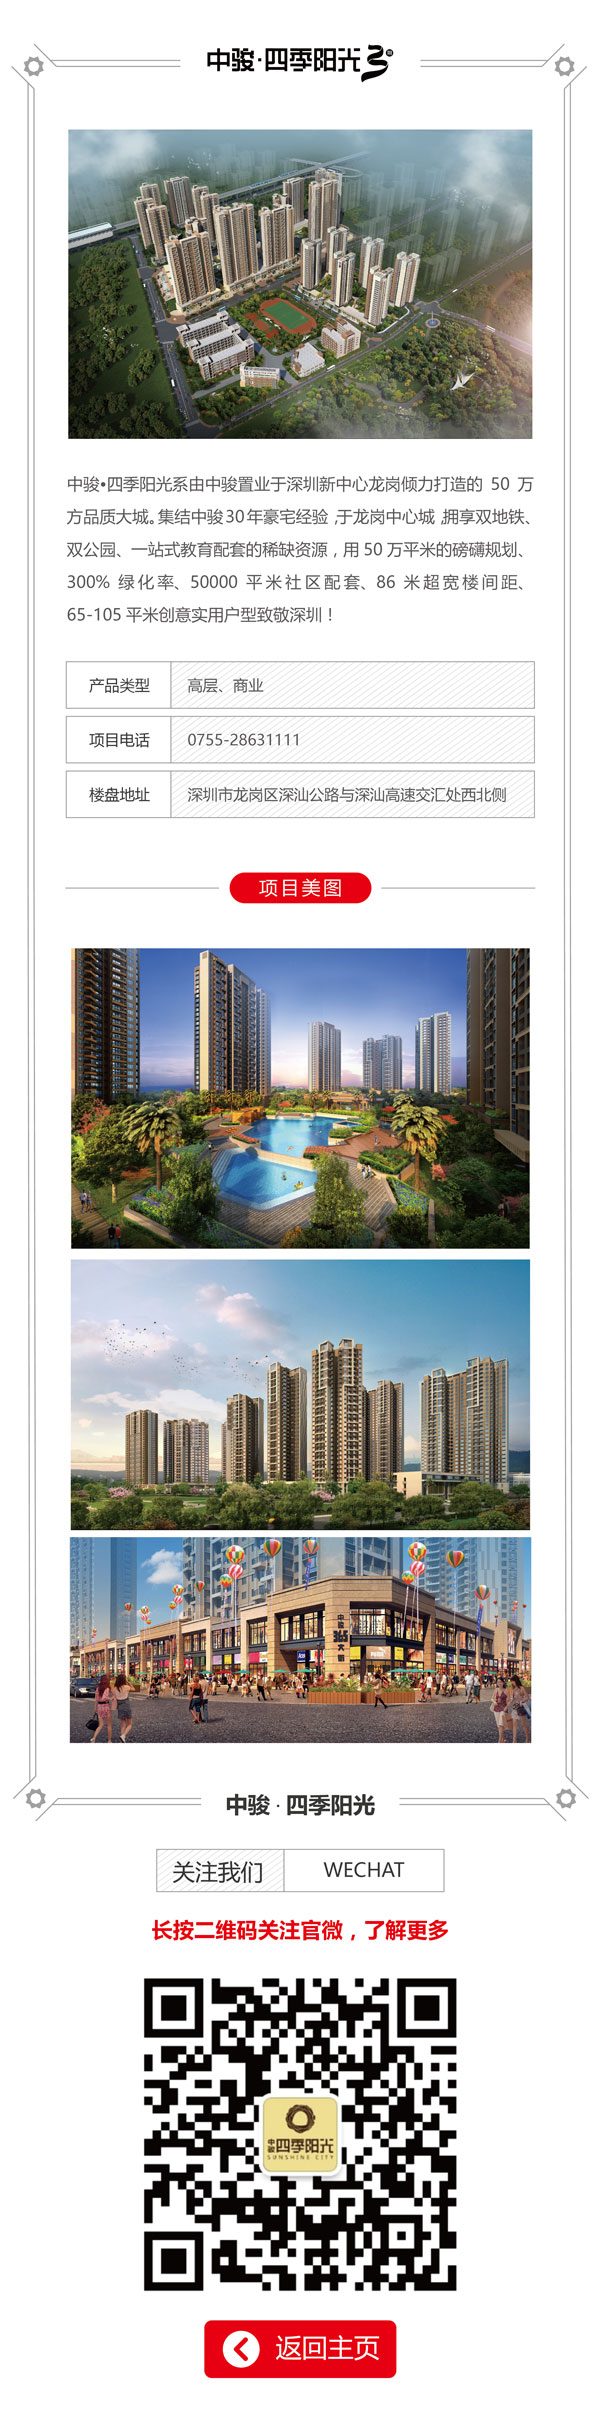 中骏·四季阳光
中骏•四季阳光系由中骏置业于深圳新中心龙岗倾力打造的 50 万
方品质大城。集结中骏30年豪宅经验,于龙岗中心城,拥享双地铁、
双公园、一站式教育配套的稀缺资源，用50万平米的磅礴规划、
300% 绿化率、50000 平米社区配套、86 米超宽楼间距、
65-105 平米创意实用户型致敬深圳！
产品类型 高层、商业
项目电话 0755-28631111
楼盘地址 深圳市龙岗区深汕公路与深汕高速交汇处西北侧
项目美图
中骏
365
大街
中骏 · 四季阳光
关注我们 WECHAT
长按二维码关注官微，了解更多
中骏四季阳光
SUNSHINE CITY
返回主页